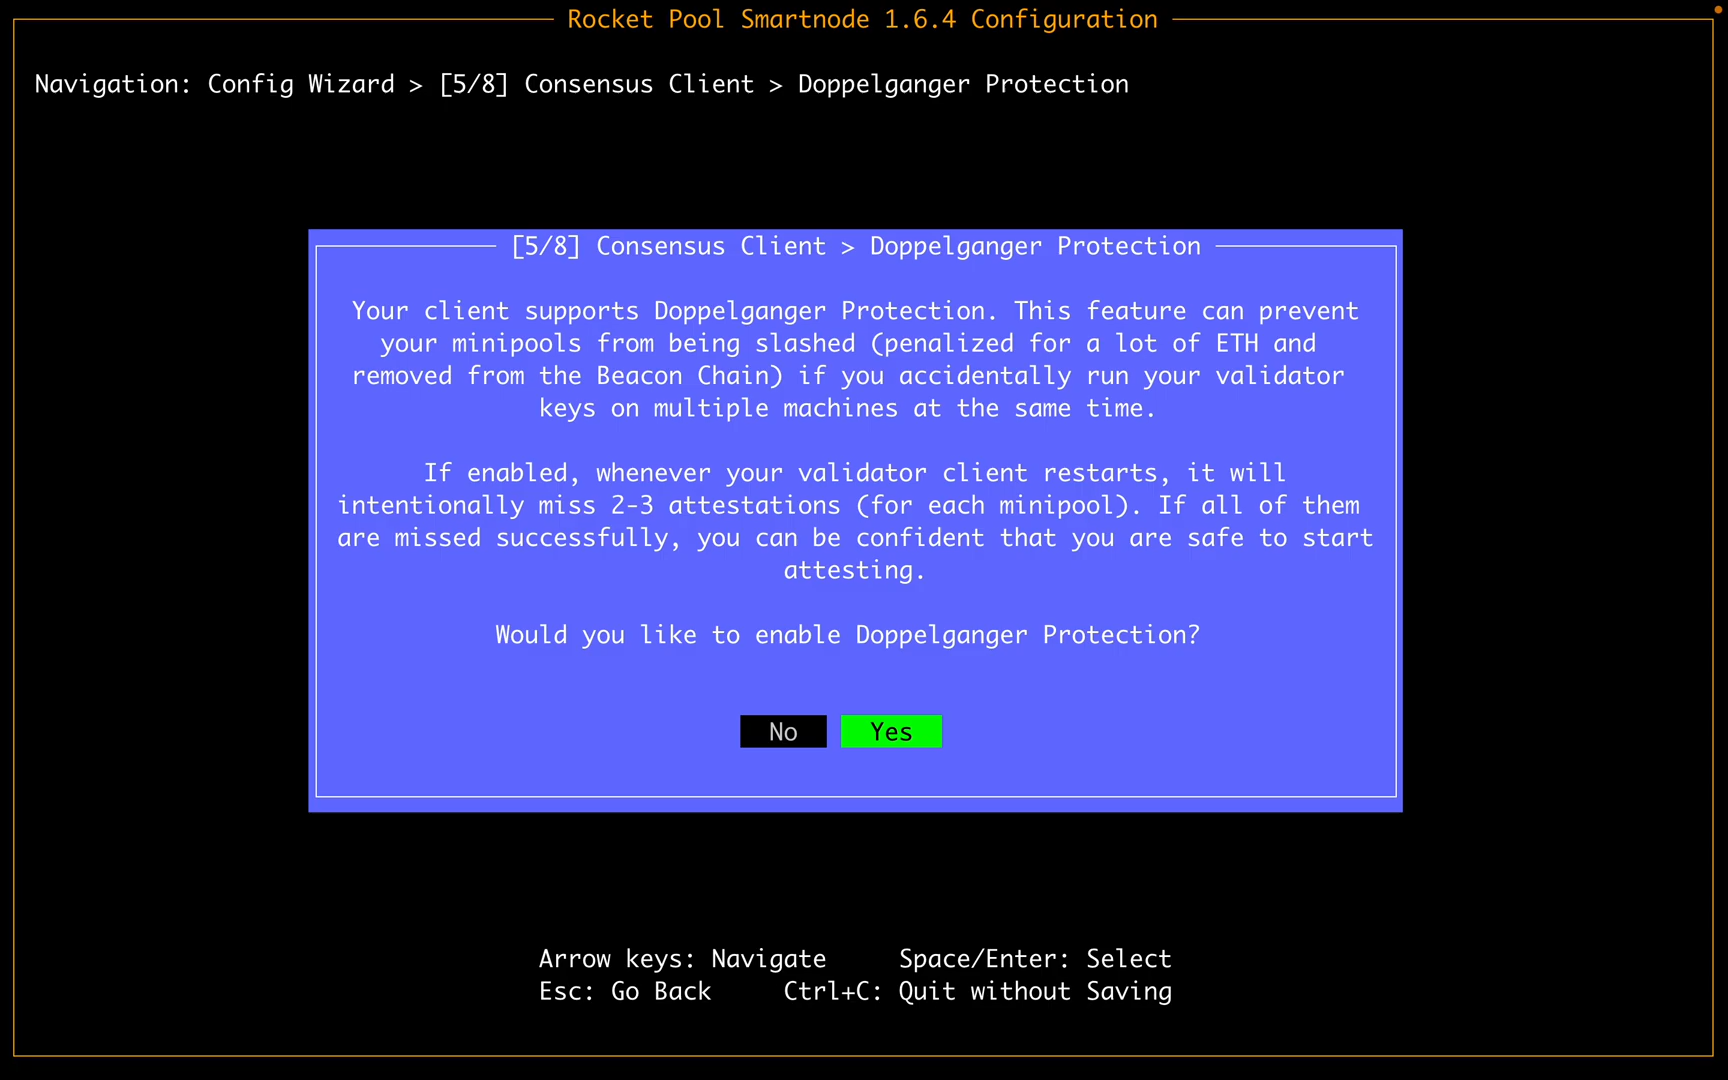 Rocket Pool Smartnode 1.6.4 Configuration
Navigation: Config Wizard > [5/8] Consensus Client > Doppelganger Protection
[5/8] Consensus Client > Doppelganger Protection
Your client supports Doppelganger Protection. This feature can prevent
your minipools from being slashed (penalized for a lot of ETH and
removed from the Beacon Chain) if you accidentally run your validator
keys on multiple machines at the same time.
If enabled, whenever your validator client restarts, it will
intentionally miss 2-3 attestations (for each minipool). If all of them
are missed successfully, you can be confident that you are safe to start
attesting.
Would you like to enable Doppelganger Protection?
No Yes
Arrow keys: Navigate Space/Enter: Select
Esc: Go Back Ctrl+C: Quit without Saving